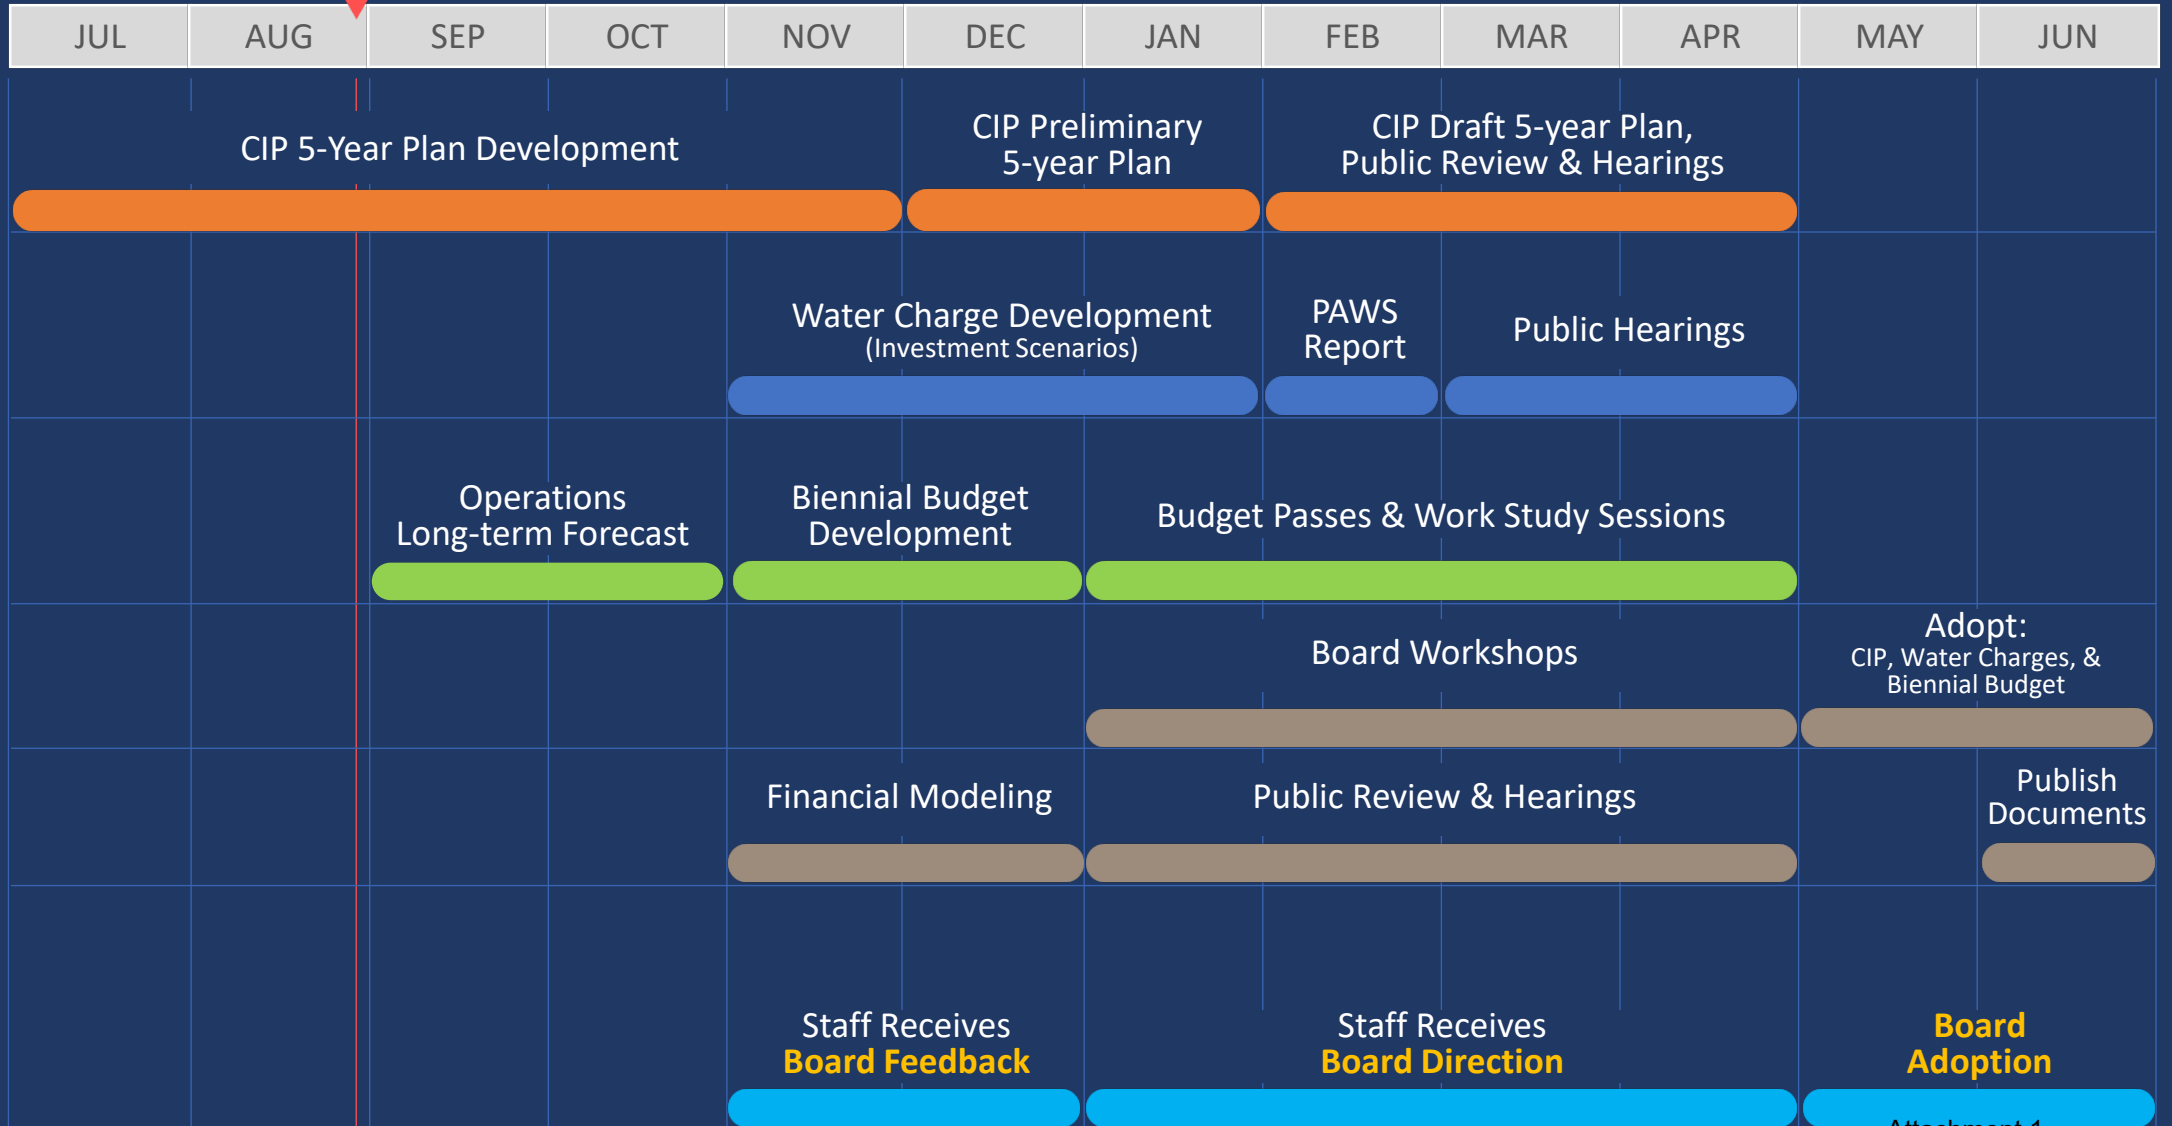 JUL AUG SEP OCT NOV DEC JAN FEB MAR APR MAY JUN
CIP 5-Year Plan Development
CIP Preliminary
5-year Plan
CIP Draft 5-year Plan,
Public Review & Hearings
Water Charge Development
(Investment Scenarios)
PAWS
Report
Public Hearings
Operations
Long-term Forecast
Biennial Budget
Development
Budget Passes & Work Study Sessions
Board Workshops
Adopt:
CIP, Water Charges, &
Biennial Budget
Financial Modeling
Public Review & Hearings
Publish
Documents
Staff Receives
Board Feedback
Staff Receives
Board Direction
Board
Adoption
Attachment 1